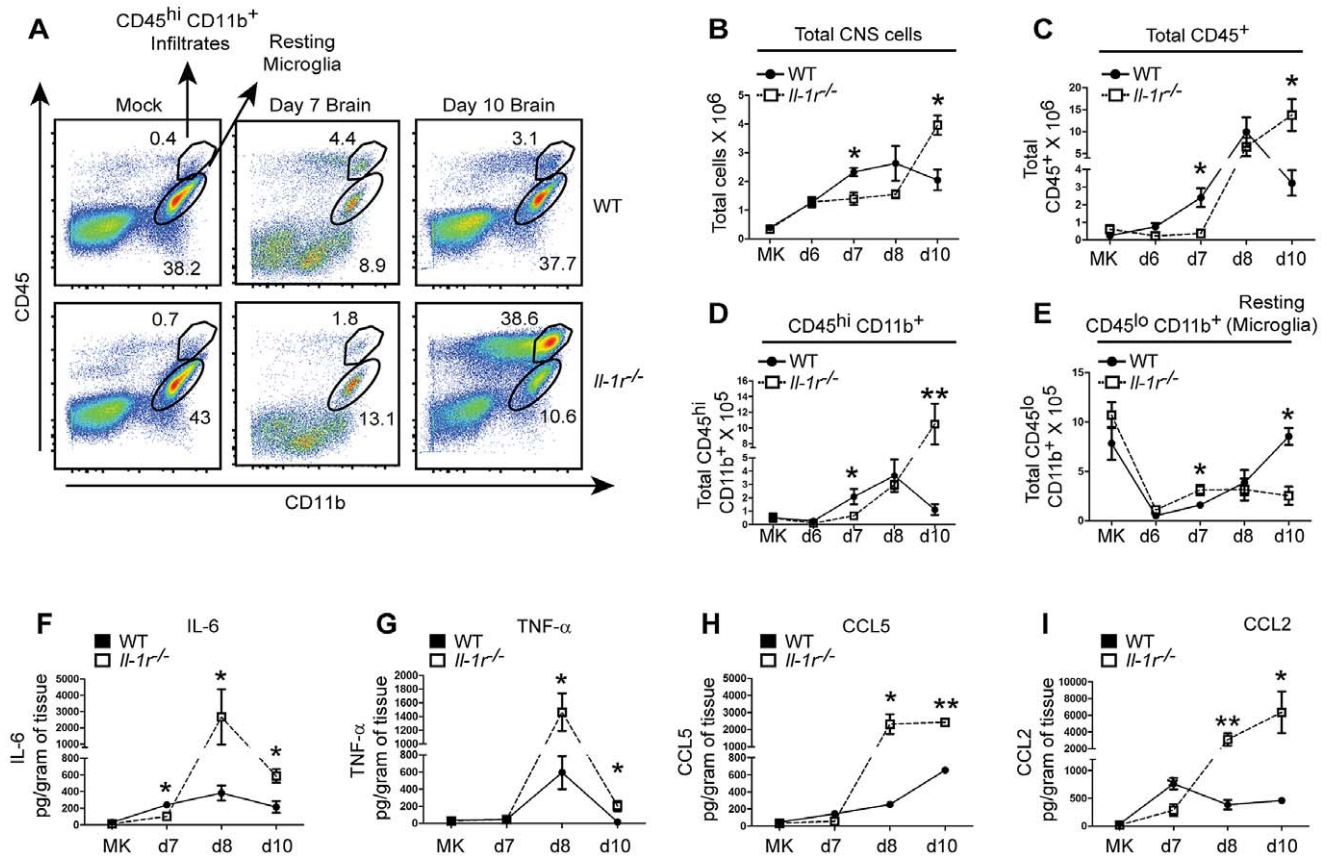 A
CD45hi CD11b+
Infiltrates
Resting
Microglia
Mock
Day 7 Brain
Day 10 Brain
0.4
38.2
4.4
8.9
3.1
37.7
WT
0.7
43
1.8
13.1
38.6
10.6
Il-1r-/-
CD45
CD11b
B
Total CNS cells
WT
Il-1r-/-
Total cells X 10^6
5
4
3
2
1
0
*
*
MK d6 d7 d8 d10
C
Total CD45+
WT
Il-1r-/-
Total
CD45+ X 10^6
20
15
10
5
4
3
2
1
0
*
*
MK d6 d7 d8 d10
D
CD45hi CD11b+
WT
Il-1r-/-
Total CD45hi
CD11b+ X 10^5
16
14
12
10
8
6
5
4
3
2
1
0
*
**
MK d6 d7 d8 d10
E
Resting
CD45lo CD11b+ (Microglia)
WT
Il-1r-/-
Total CD45lo
CD11b+ X 10^5
15
10
5
0
*
*
MK d6 d7 d8 d10
F
IL-6
WT
Il-1r-/-
IL-6
pg/gram of tissue
5000
4000
3000
2000
1000
800
600
400
200
0
*
*
*
MK d7 d8 d10
G
TNF-α
WT
Il-1r-/-
TNF-α
pg/gram of tissue
2000
1800
1600
1400
1200
1000
800
600
400
200
0
*
*
MK d7 d8 d10
H
CCL5
WT
Il-1r-/-
CCL5
pg/gram of tissue
5000
4000
3000
2000
1000
800
600
400
200
0
*
**
MK d7 d8 d10
I
CCL2
WT
Il-1r-/-
CCL2
pg/gram of tissue
10000
8000
6000
4000
2000
1000
500
0
**
*
MK d7 d8 d10